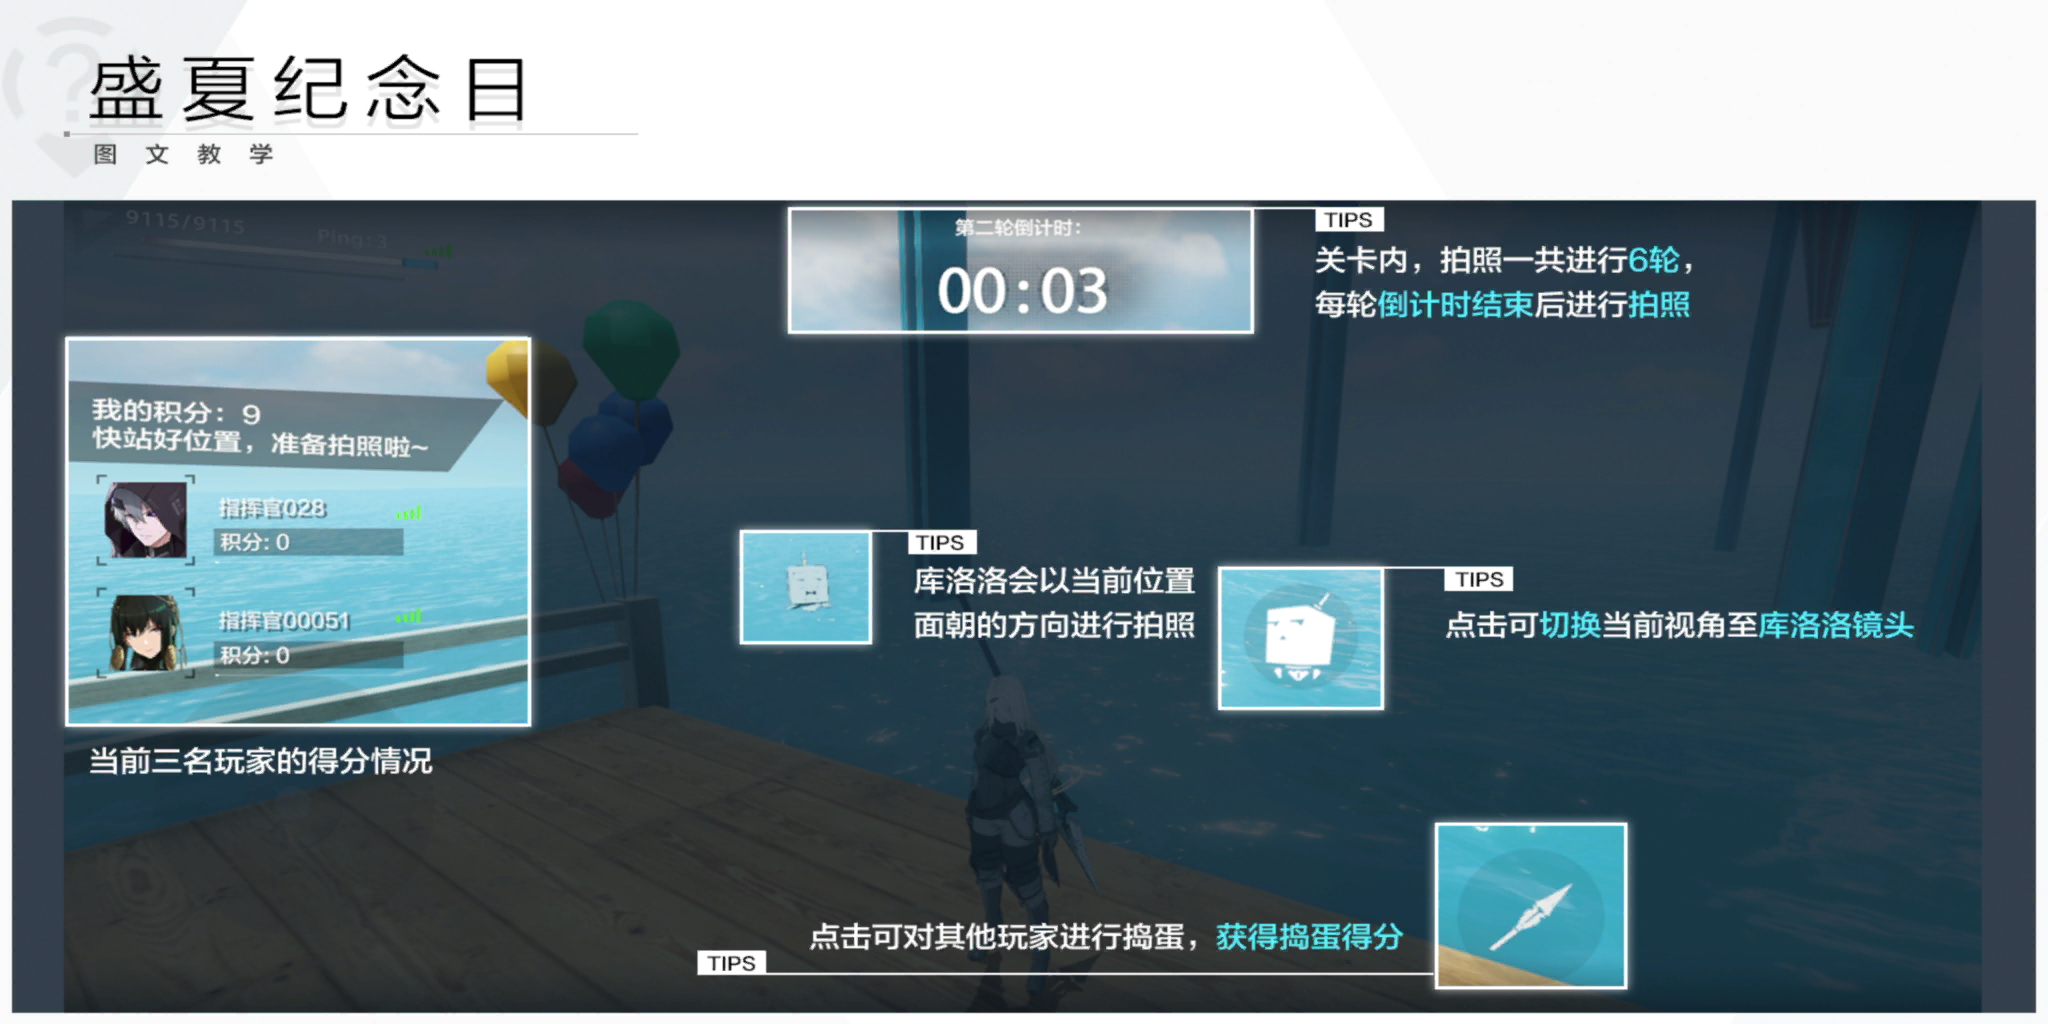 盛夏纪念日
图文教学
9115/9115
Ping:3
第二轮倒计时:
00:03
TIPS
关卡内，拍照一共进行6轮，
每轮倒计时结束后进行拍照
我的积分：9
快站好位置，准备拍照啦~
指挥官028
积分: 0
指挥官00051
积分: 0
当前三名玩家的得分情况
TIPS
库洛洛会以当前位置
面朝的方向进行拍照
TIPS
点击可切换当前视角至库洛洛镜头
点击可对其他玩家进行捣蛋，获得捣蛋得分
TIPS